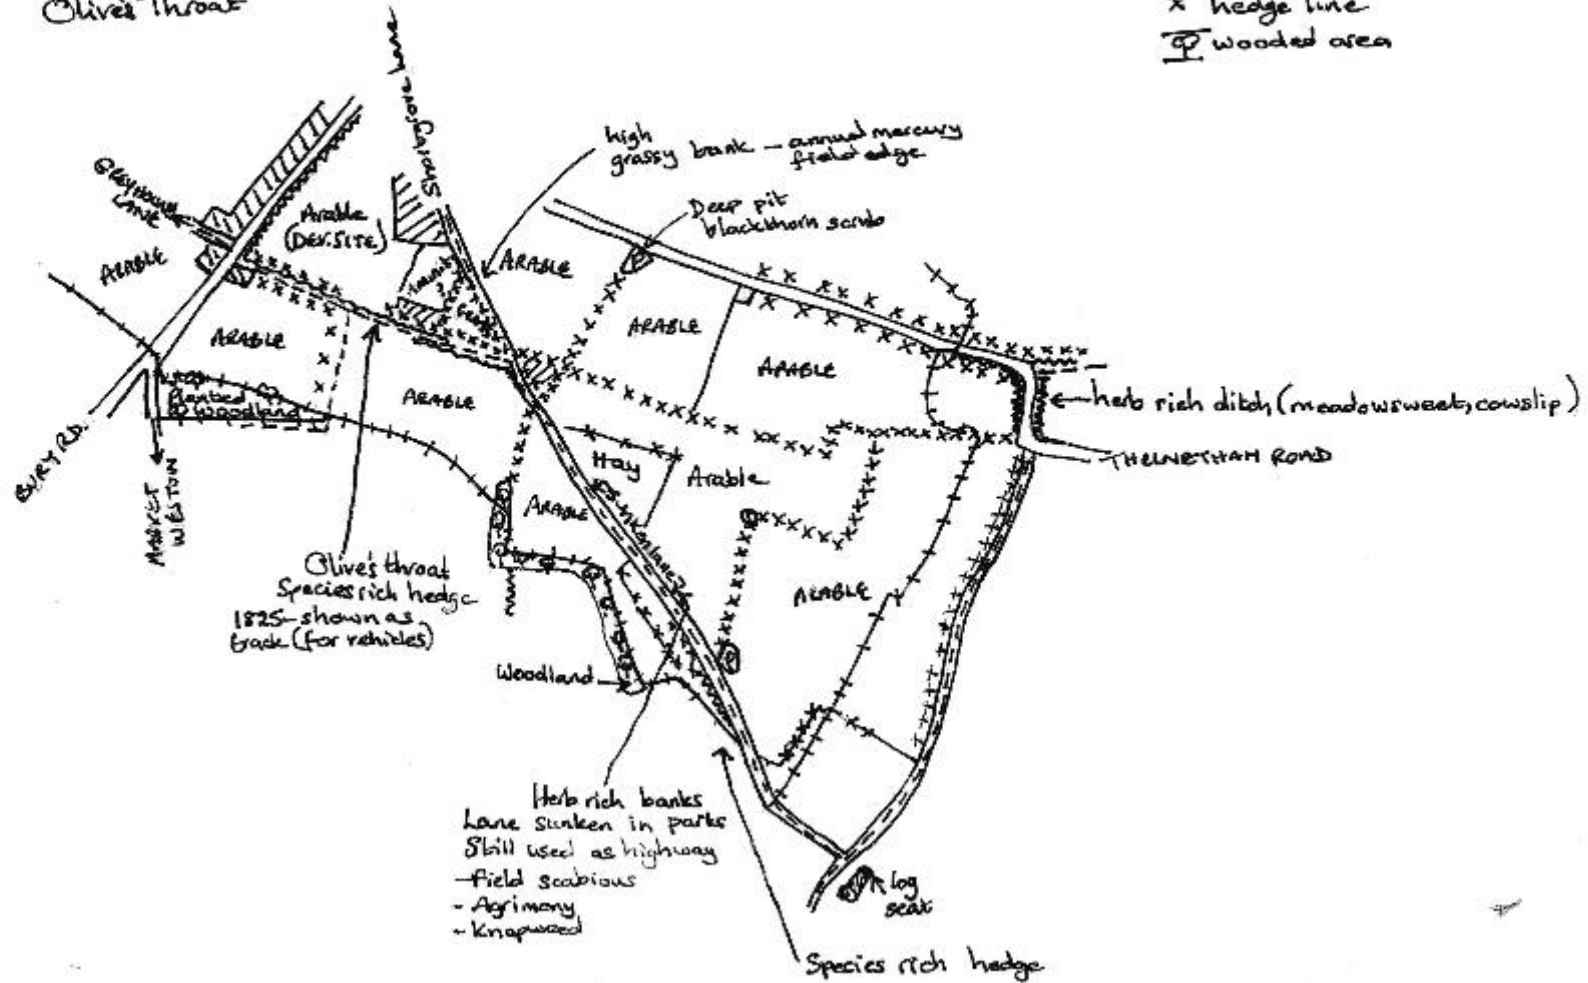 Olive's Throat
x hedge line
wooded area
Shortgrove Lane
GREYHOUND
LANE
high
grassy bank — annual mercury
field edge
Deep pit
blackthorn scrub
Arable
(DEV.SITE)
ARABLE
ARABLE
ARABLE
ARABLE
ARABLE
ARABLE
Planted
woodland
BURY RD.
MARKET
WESTON
herb rich ditch (meadowsweet, cowslip)
THELNETHAM ROAD
Hay
Arable
ARABLE
ARABLE
Olive's throat
Species rich hedge
1825 - shown as
track (for vehicles)
Woodland
Herb rich banks
Lane sunken in parts
Still used as highway
- field scabious
- Agrimony
- Knapweed
log
seat
Species rich hedge